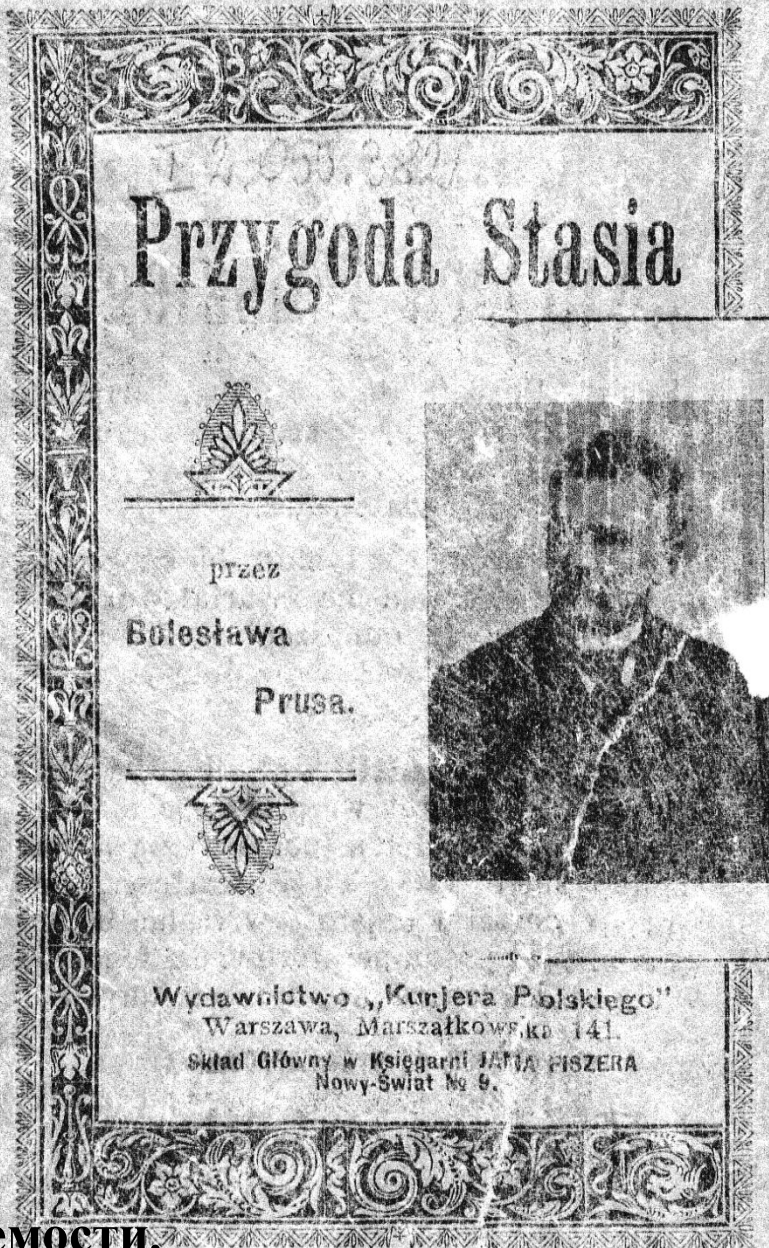 Przygoda Stasia
przez
Bolesława
Prusa.
Wydawnictwo „Kurjera Polskiego”
Warszawa, Marszałkowska 141.
Skład Główny w Księgarni JANA FISZERA
Nowy-Świat № 9.
емости.